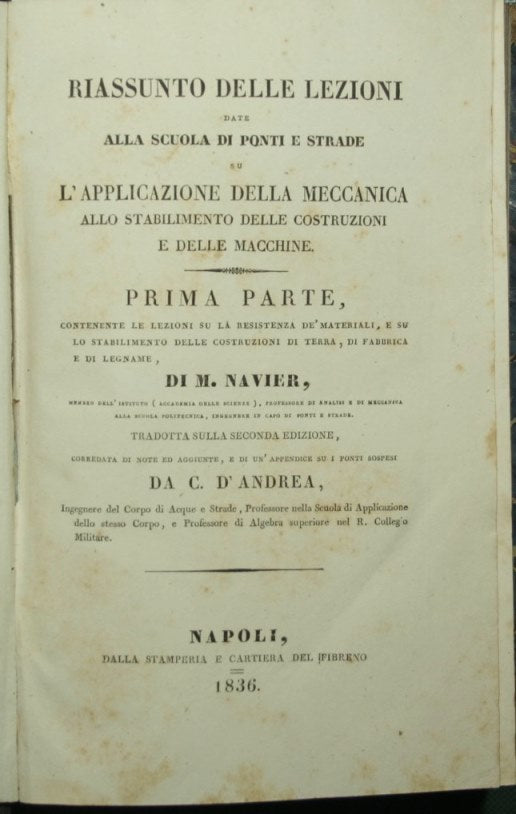 RIASSUNTO DELLE LEZIONI
DATE
ALLA SCUOLA DI PONTI E STRADE
SU
L'APPLICAZIONE DELLA MECCANICA
ALLO STABILIMENTO DELLE COSTRUZIONI
E DELLE MACCHINE.
PRIMA PARTE,
CONTENENTE LE LEZIONI SU LA RESISTENZA DE' MATERIALI, E SU
LO STABILIMENTO DELLE COSTRUZIONI DI TERRA, DI FABBRICA
E DI LEGNAME,
DI M. NAVIER,
MEMBRO DELL'ISTITUTO (ACCADEMIA DELLE SCIENZE), PROFESSORE DI ANALISI E DI MECCANICA
ALLA SCUOLA POLITECNICA, INGEGNERE IN CAPO DI PONTI E STRADE.
TRADOTTA SULLA SECONDA EDIZIONE,
CORREDATA DI NOTE ED AGGIUNTE, E DI UN' APPENDICE SU I PONTI SOSPESI
DA C. D'ANDREA,
Ingegnere del Corpo di Acque e Strade, Professore nella Scuola di Applicazione
dello stesso Corpo, e Professore di Algebra superiore nel R. Collegio
Militare.
NAPOLI,
DALLA STAMPERIA E CARTIERA DEL FIBRENO
1836.